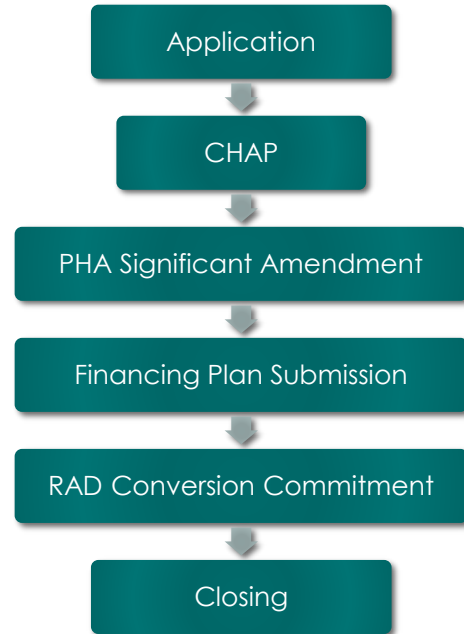 Application
CHAP
PHA Significant Amendment
Financing Plan Submission
RAD Conversion Commitment
Closing